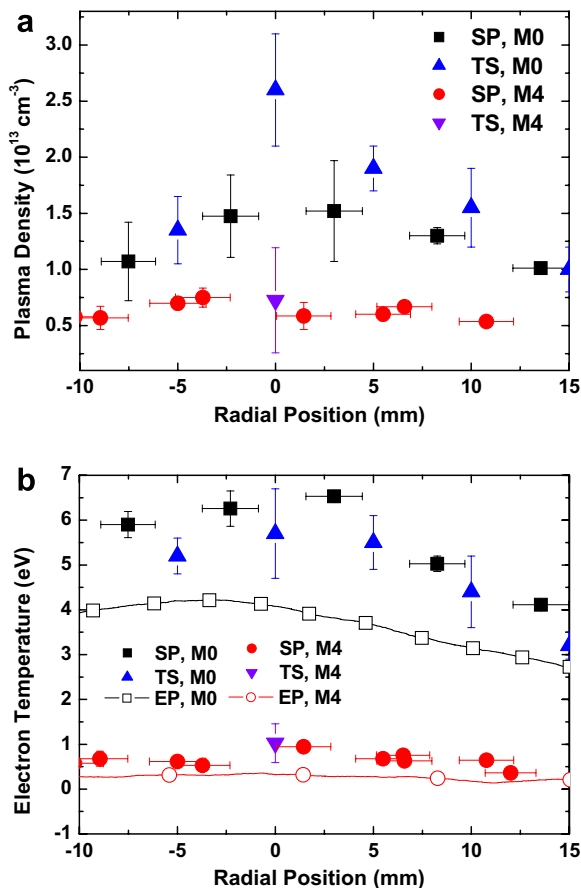 a
SP, M0
TS, M0
SP, M4
TS, M4
3.0
2.5
2.0
1.5
1.0
0.5
Plasma Density (10¹³ cm⁻³)
-10 -5 0 5 10 15
Radial Position (mm)
b
7
6
5
4
3
2
1
0
-1
Electron Temperature (eV)
SP, M0 SP, M4
TS, M0 TS, M4
EP, M0 EP, M4
-10 -5 0 5 10 15
Radial Position (mm)